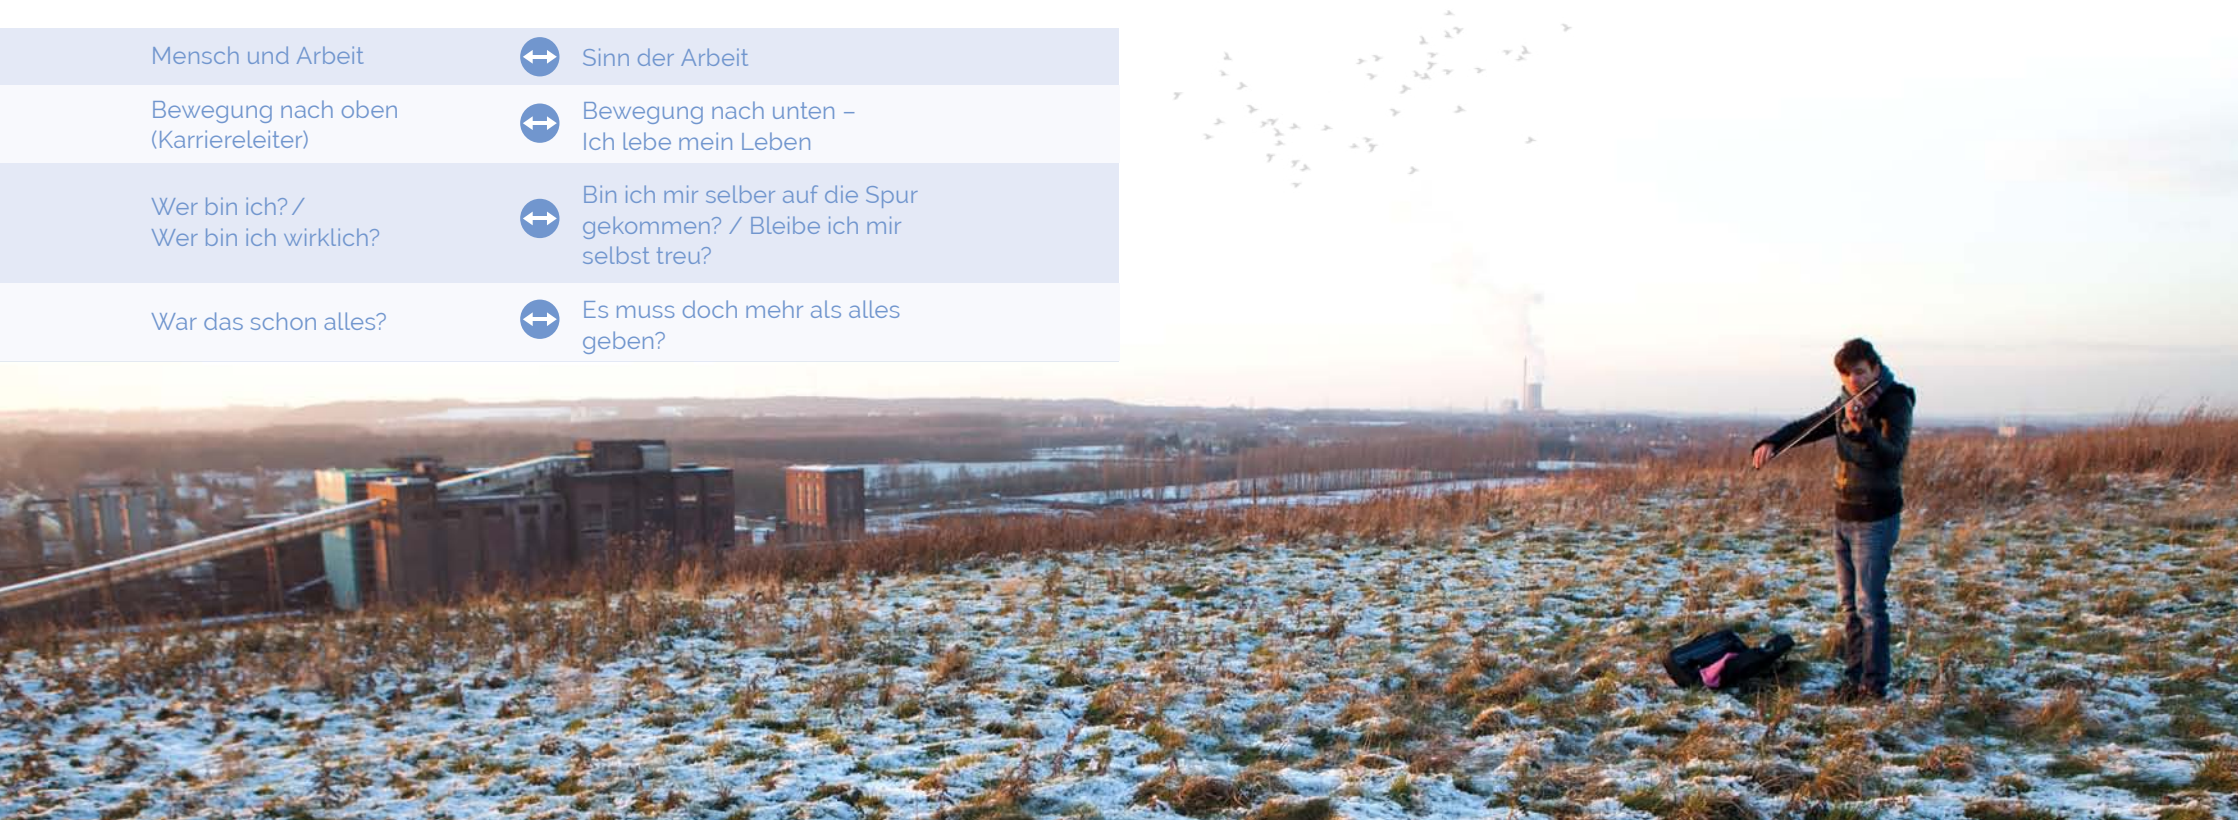 Mensch und Arbeit
Sinn der Arbeit
Bewegung nach oben
(Karriereleiter)
Bewegung nach unten –
Ich lebe mein Leben
Wer bin ich? /
Wer bin ich wirklich?
Bin ich mir selber auf die Spur
gekommen? / Bleibe ich mir
selbst treu?
War das schon alles?
Es muss doch mehr als alles
geben?